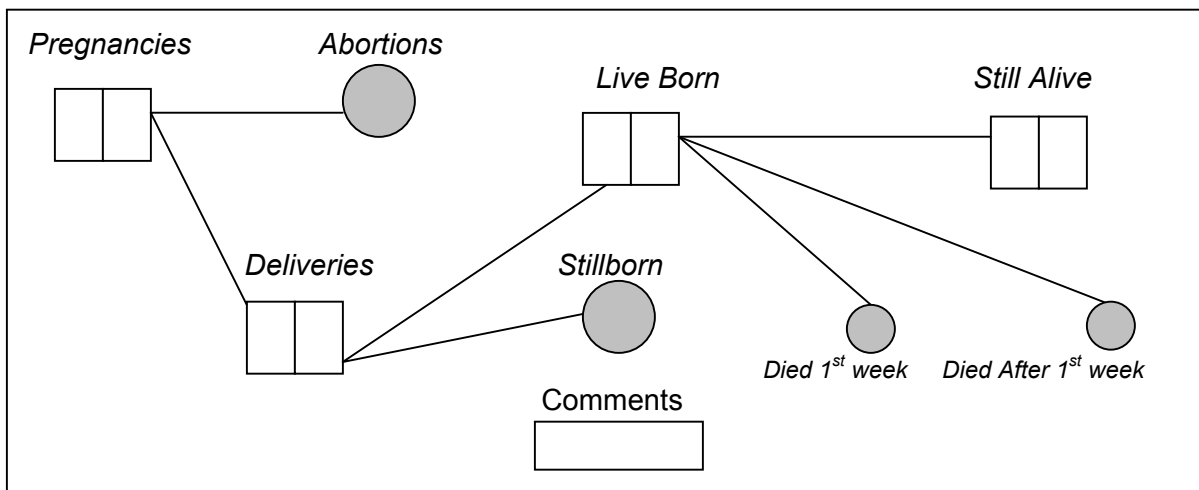 Pregnancies
Abortions
Live Born
Still Alive
Deliveries
Stillborn
Died 1st week
Died After 1st week
Comments